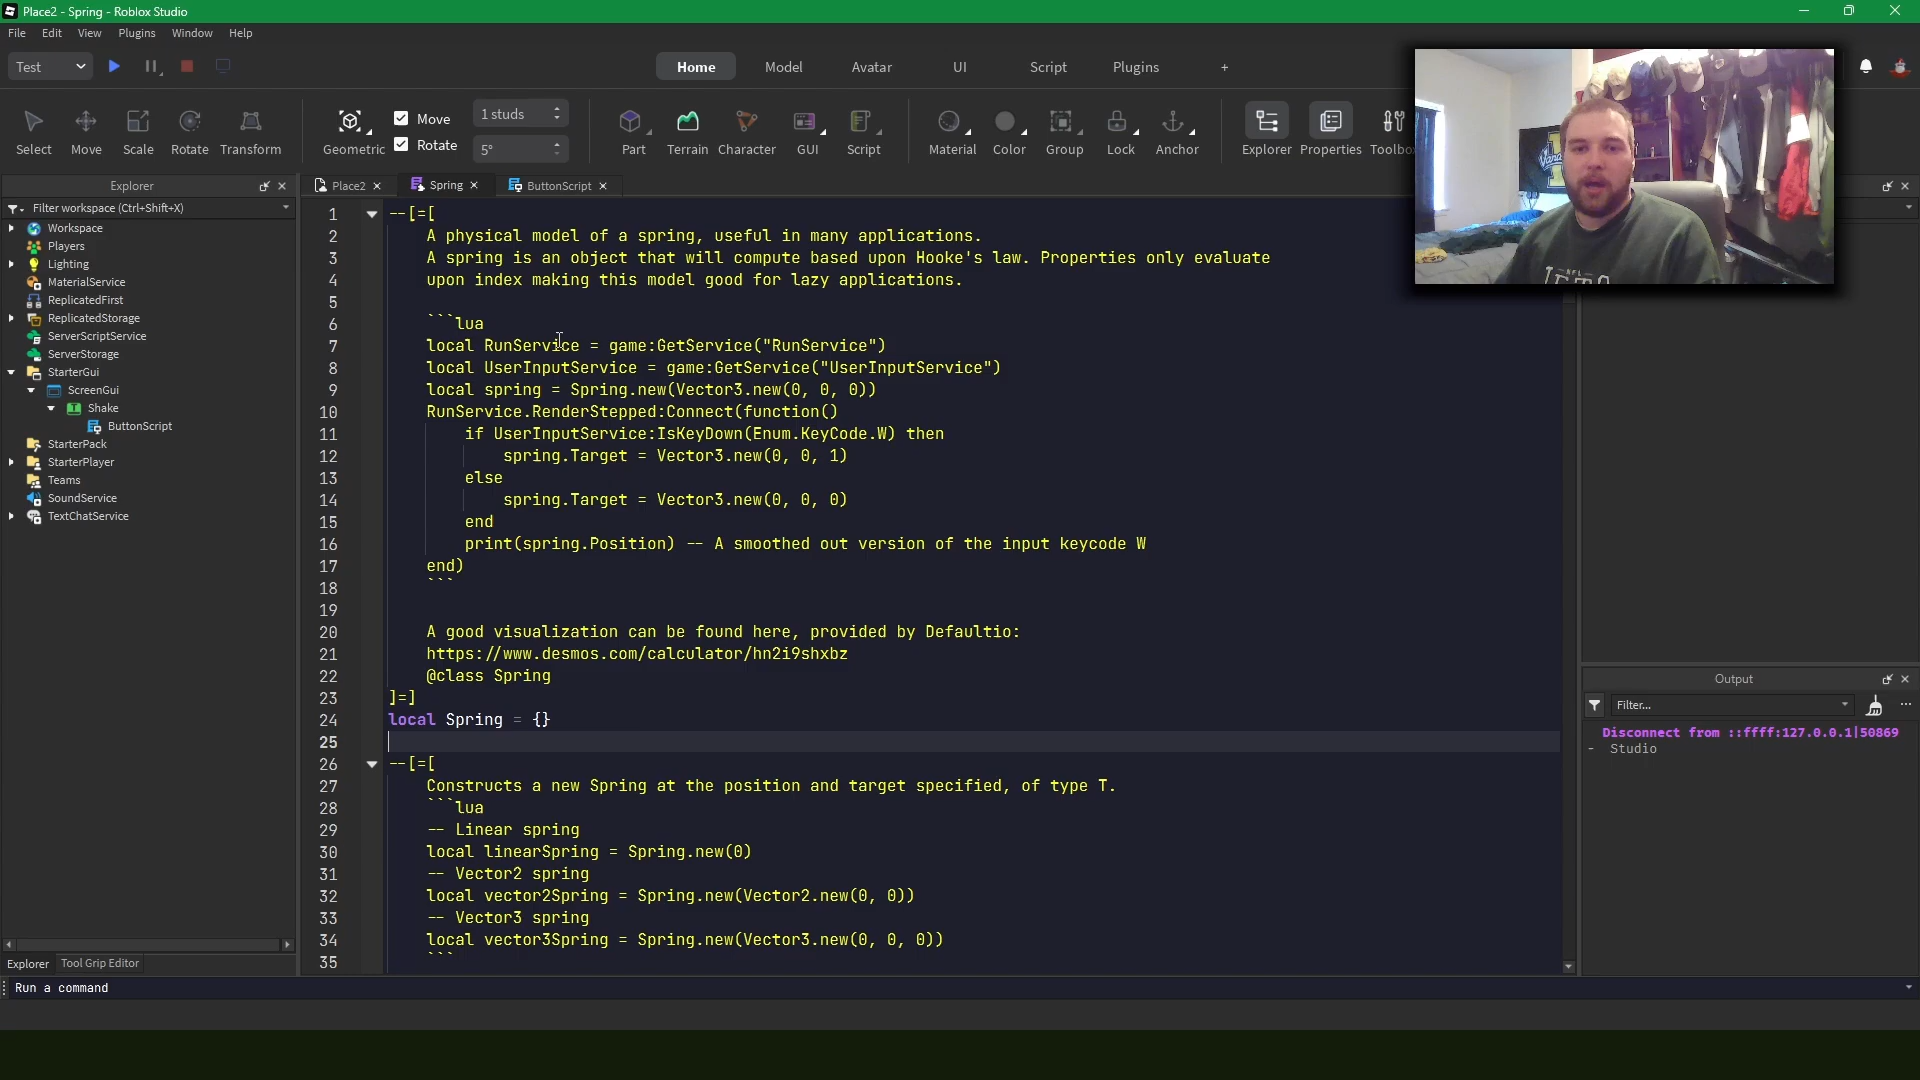 Place2 - Spring - Roblox Studio
File Edit View Plugins Window Help
Test
Home Model Avatar UI Script Plugins +
Select Move Scale Rotate Transform
Geometric
Move
Rotate
1 studs
5°
Part Terrain Character GUI Script
Material Color Group Lock Anchor
Explorer Properties
Explorer
Filter workspace (Ctrl+Shift+X)
Workspace
Players
Lighting
MaterialService
ReplicatedFirst
ReplicatedStorage
ServerScriptService
ServerStorage
StarterGui
ScreenGui
Shake
ButtonScript
StarterPack
StarterPlayer
Teams
SoundService
TextChatService
Explorer Tool Grip Editor
Place2 Spring ButtonScript
1 --[=[
2 A physical model of a spring, useful in many applications.
3 A spring is an object that will compute based upon Hooke's law. Properties only evaluate
4 upon index making this model good for lazy applications.
5
6 ```lua
7 local RunService = game:GetService("RunService")
8 local UserInputService = game:GetService("UserInputService")
9 local spring = Spring.new(Vector3.new(0, 0, 0))
10 RunService.RenderStepped:Connect(function()
11 if UserInputService:IsKeyDown(Enum.KeyCode.W) then
12 spring.Target = Vector3.new(0, 0, 1)
13 else
14 spring.Target = Vector3.new(0, 0, 0)
15 end
16 print(spring.Position) -- A smoothed out version of the input keycode W
17 end)
18 ```
19
20 A good visualization can be found here, provided by Defaultio:
21 https://www.desmos.com/calculator/hn2i9shxbz
22 @class Spring
23 ]=]
24 local Spring = {}
25
26 --[=[
27 Constructs a new Spring at the position and target specified, of type T.
28 ```lua
29 -- Linear spring
30 local linearSpring = Spring.new(0)
31 -- Vector2 spring
32 local vector2Spring = Spring.new(Vector2.new(0, 0))
33 -- Vector3 spring
34 local vector3Spring = Spring.new(Vector3.new(0, 0, 0))
35 ```
Output
Filter...
Disconnect from ::ffff:127.0.0.1|50869
- Studio
Run a command